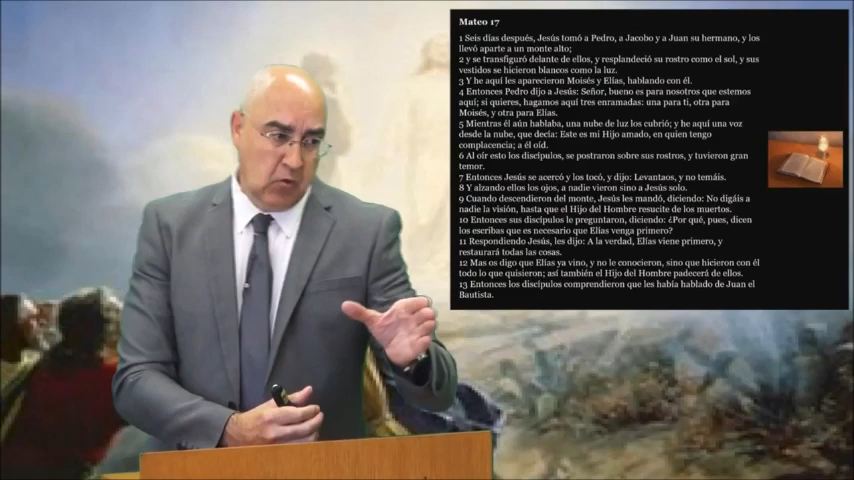 Mateo 17
1 Seis días después, Jesús tomó a Pedro, a Jacobo y a Juan su hermano, y los
llevó aparte a un monte alto;
2 y se transfiguró delante de ellos, y resplandeció su rostro como el sol, y sus
vestidos se hicieron blancos como la luz.
3 Y he aquí les aparecieron Moisés y Elías, hablando con él.
4 Entonces Pedro dijo a Jesús: Señor, bueno es para nosotros que estemos
aquí; si quieres, hagamos aquí tres enramadas: una para ti, otra para
Moisés, y otra para Elías.
5 Mientras él aún hablaba, una nube de luz los cubrió; y he aquí una voz
desde la nube, que decía: Este es mi Hijo amado, en quien tengo
complacencia; a él oíd.
6 Al oír esto los discípulos, se postraron sobre sus rostros, y tuvieron gran
temor.
7 Entonces Jesús se acercó y los tocó, y dijo: Levantaos, y no temáis.
8 Y alzando ellos los ojos, a nadie vieron sino a Jesús solo.
9 Cuando descendieron del monte, Jesús les mandó, diciendo: No digáis a
nadie la visión, hasta que el Hijo del Hombre resucite de los muertos.
10 Entonces sus discípulos le preguntaron, diciendo: ¿Por qué, pues, dicen
los escribas que es necesario que Elías venga primero?
11 Respondiendo Jesús, les dijo: A la verdad, Elías viene primero, y
restaurará todas las cosas.
12 Mas os digo que Elías ya vino, y no le conocieron, sino que hicieron con él
todo lo que quisieron; así también el Hijo del Hombre padecerá de ellos.
13 Entonces los discípulos comprendieron que les había hablado de Juan el
Bautista.